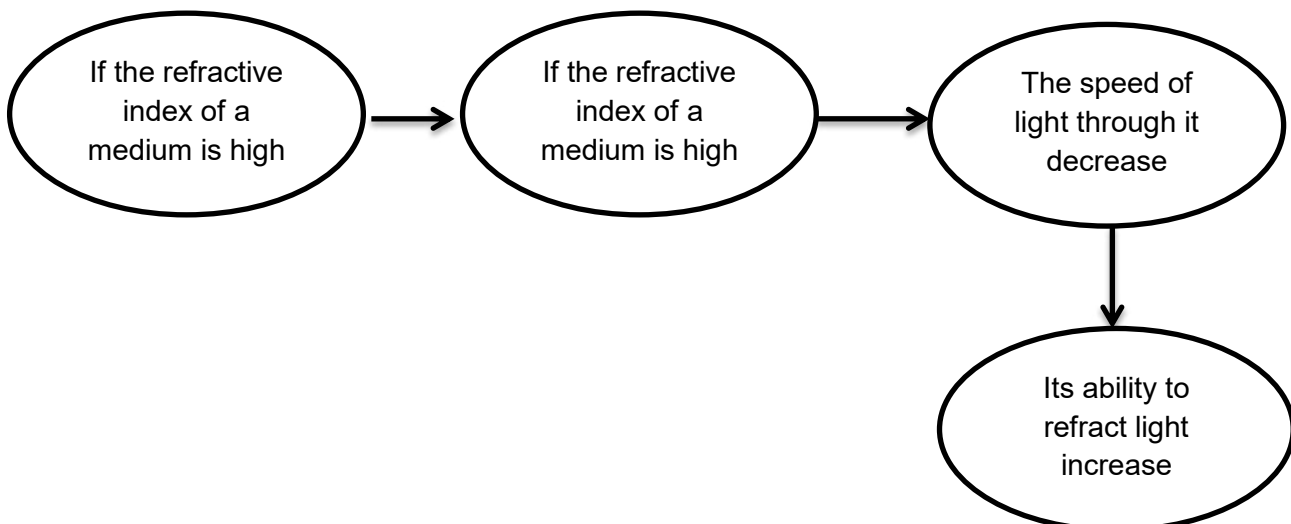 If the refractive
index of a
medium is high
If the refractive
index of a
medium is high
The speed of
light through it
decrease
Its ability to
refract light
increase